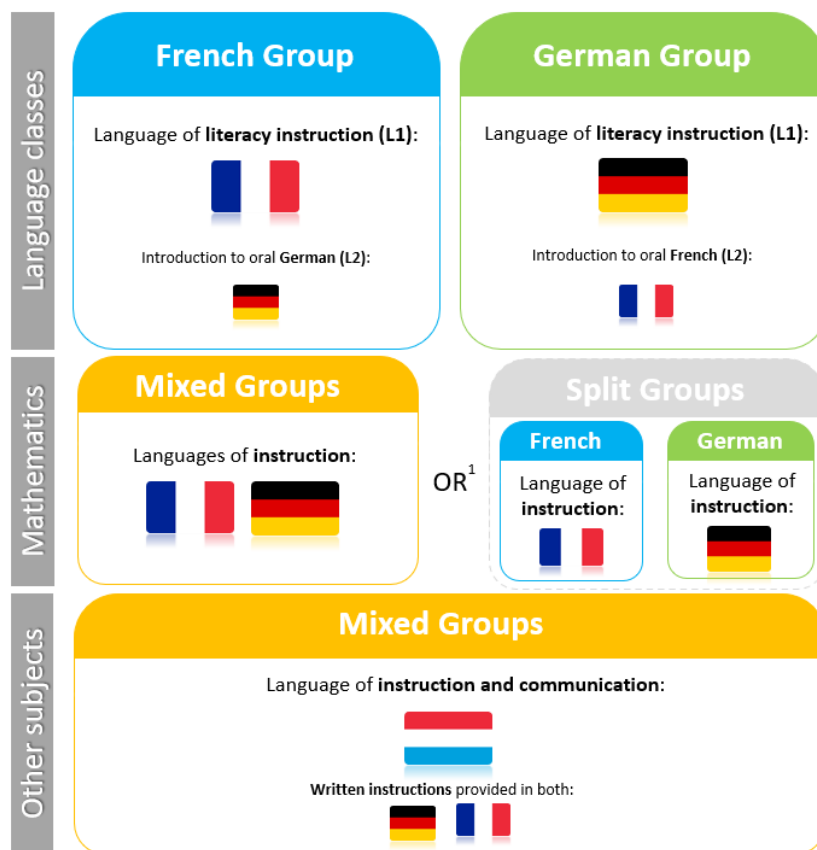 Language classes
French Group
Language of literacy instruction (L1):
Introduction to oral German (L2):
German Group
Language of literacy instruction (L1):
Introduction to oral French (L2):
Mathematics
Mixed Groups
Languages of instruction:
OR1
Split Groups
French
Language of
instruction:
German
Language of
instruction:
Other subjects
Mixed Groups
Language of instruction and communication:
Written instructions provided in both: